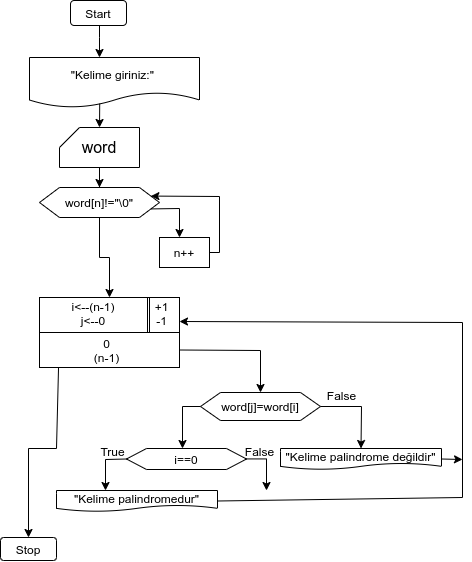 Start
"Kelime giriniz:"
word
word[n]!="\0"
n++
i<--(n-1) +1
j<--0 -1
0
(n-1)
word[j]=word[i]
False
True
i==0
False
"Kelime palindrome değildir"
"Kelime palindromedur"
Stop